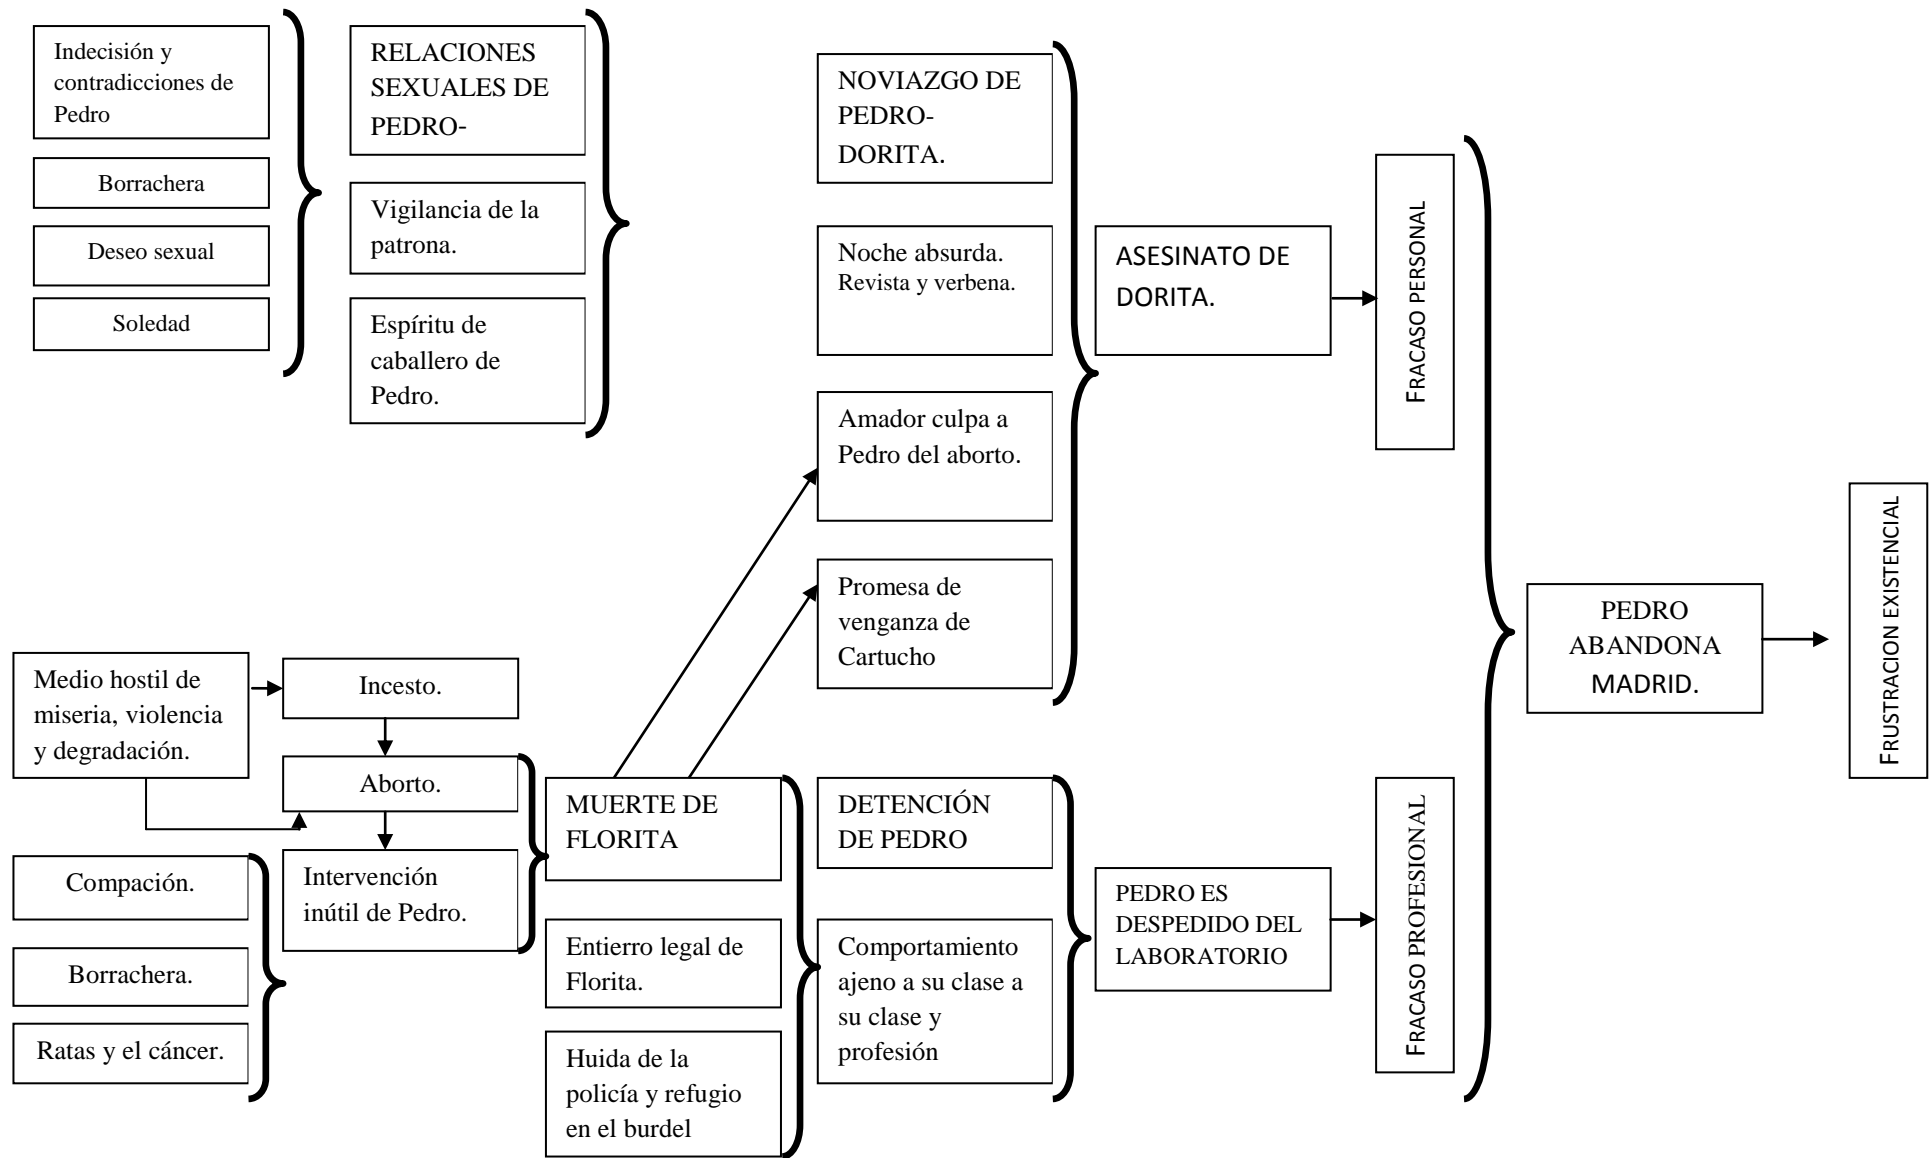 Indecisión y
contradicciones de
Pedro
Borrachera
Deseo sexual
Soledad
RELACIONES
SEXUALES DE
PEDRO-
Vigilancia de la
patrona.
Espíritu de
caballero de
Pedro.
NOVIAZGO DE
PEDRO-
DORITA.
Noche absurda.
Revista y verbena.
Amador culpa a
Pedro del aborto.
Promesa de
venganza de
Cartucho
ASESINATO DE
DORITA.
FRACASO PERSONAL
Medio hostil de
miseria, violencia
y degradación.
Incesto.
Aborto.
Intervención
inútil de Pedro.
Compación.
Borrachera.
Ratas y el cáncer.
MUERTE DE
FLORITA
Entierro legal de
Florita.
Huida de la
policía y refugio
en el burdel
DETENCIÓN
DE PEDRO
Comportamiento
ajeno a su clase a
su clase y
profesión
PEDRO ES
DESPEDIDO DEL
LABORATORIO
FRACASO PROFESIONAL
PEDRO
ABANDONA
MADRID.
FRUSTRACION EXISTENCIAL